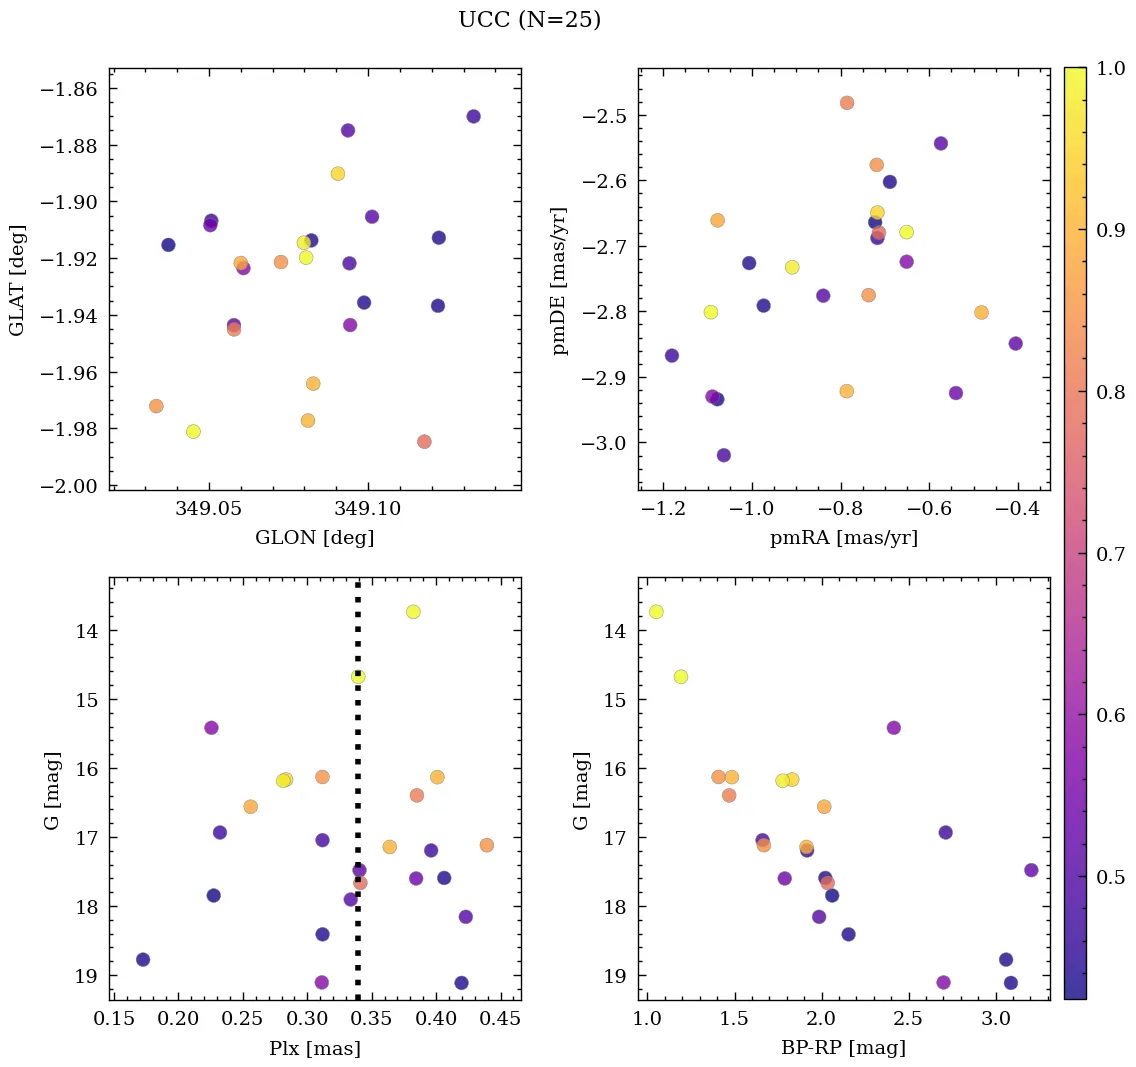 UCC (N=25)
−1.86
−1.88
−1.90
−1.92
−1.94
−1.96
−1.98
−2.00
GLAT [deg]
349.05 349.10
GLON [deg]
−2.5
−2.6
−2.7
−2.8
−2.9
−3.0
pmDE [mas/yr]
−1.2 −1.0 −0.8 −0.6 −0.4
pmRA [mas/yr]
1.0
0.9
0.8
0.7
0.6
0.5
14
15
16
17
18
19
G [mag]
0.15 0.20 0.25 0.30 0.35 0.40 0.45
Plx [mas]
14
15
16
17
18
19
G [mag]
1.0 1.5 2.0 2.5 3.0
BP-RP [mag]